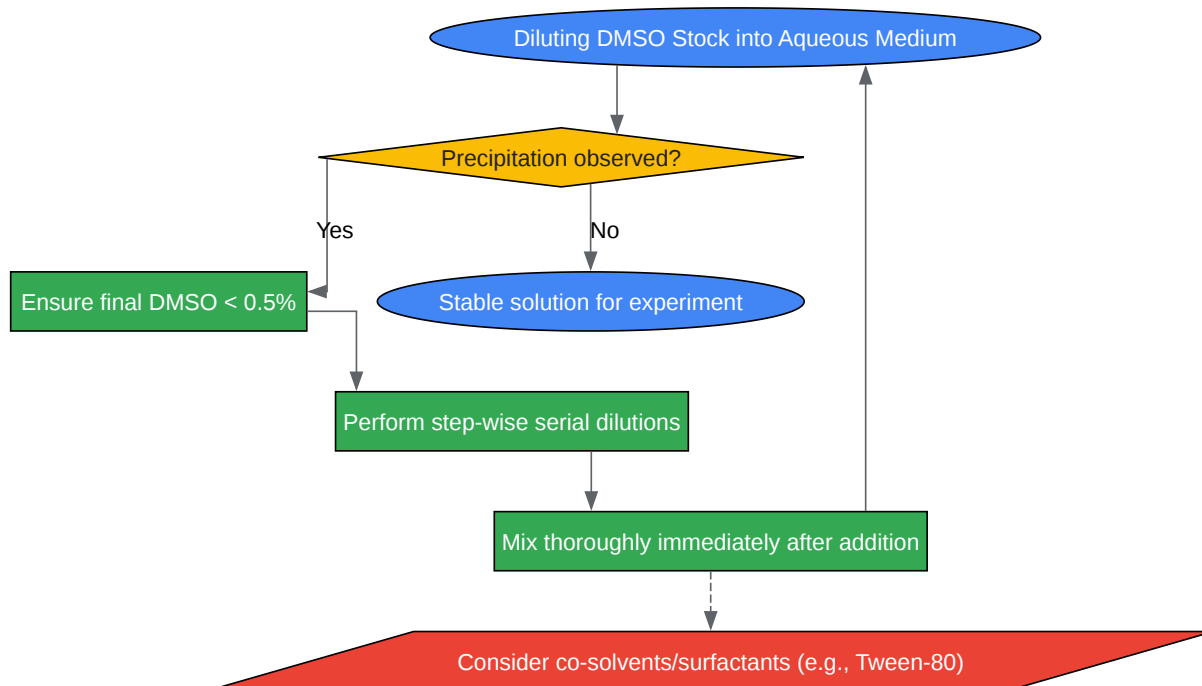 Diluting DMSO Stock into Aqueous Medium
Precipitation observed?
Yes
No
Ensure final DMSO < 0.5%
Stable solution for experiment
Perform step-wise serial dilutions
Mix thoroughly immediately after addition
Consider co-solvents/surfactants (e.g., Tween-80)